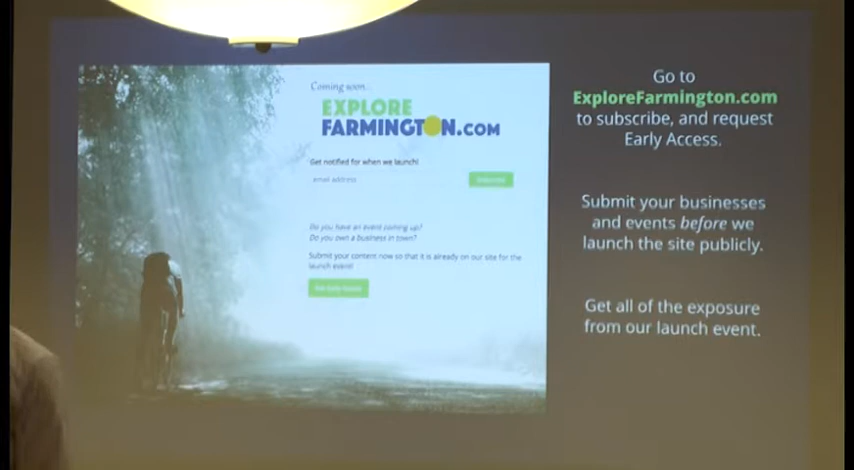 Coming soon...
EXPLORE
FARMINGTON.COM
Get notified for when we launch!
email address
Subscribe
Do you have an event coming up?
Do you own a business in town?
Submit your content now so that it is already on our site for the
launch event!
Get Early Access
Go to
ExploreFarmington.com
to subscribe, and request
Early Access.
Submit your businesses
and events before we
launch the site publicly.
Get all of the exposure
from our launch event.